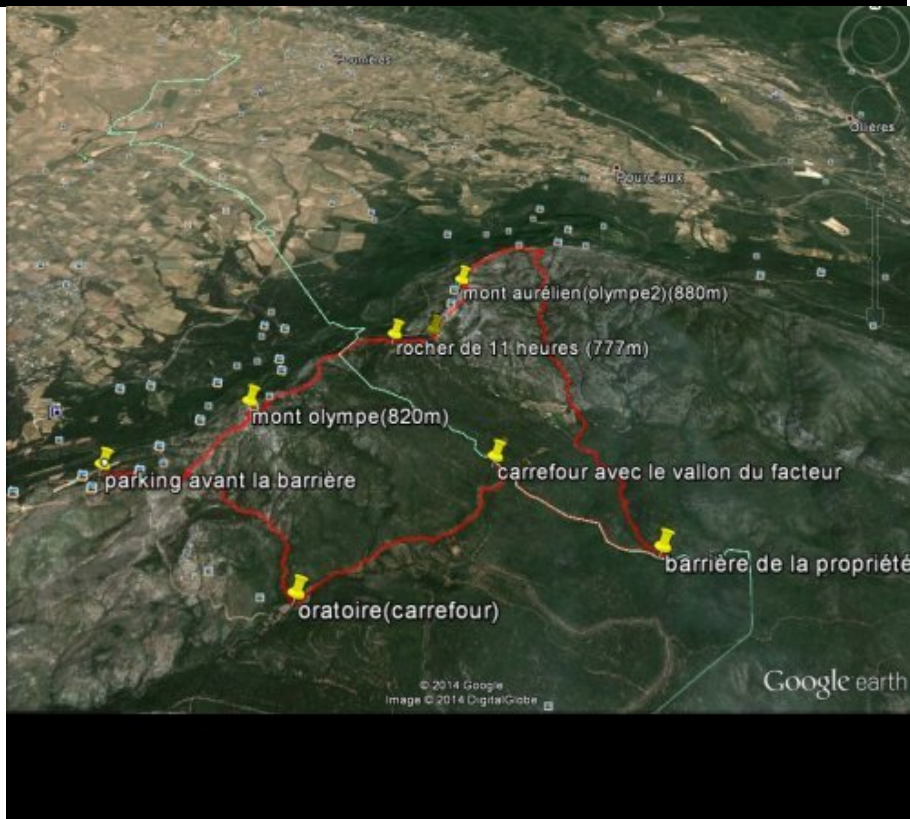 Pourrières
Ollières
Pourcieux
mont aurélien(olympe2)(880m)
rocher de 11 heures (777m)
mont olympe(820m)
carrefour avec le vallon du facteur
parking avant la barrière
barrière de la propriété
oratoire(carrefour)
© 2014 Google
Image © 2014 DigitalGlobe
Google earth